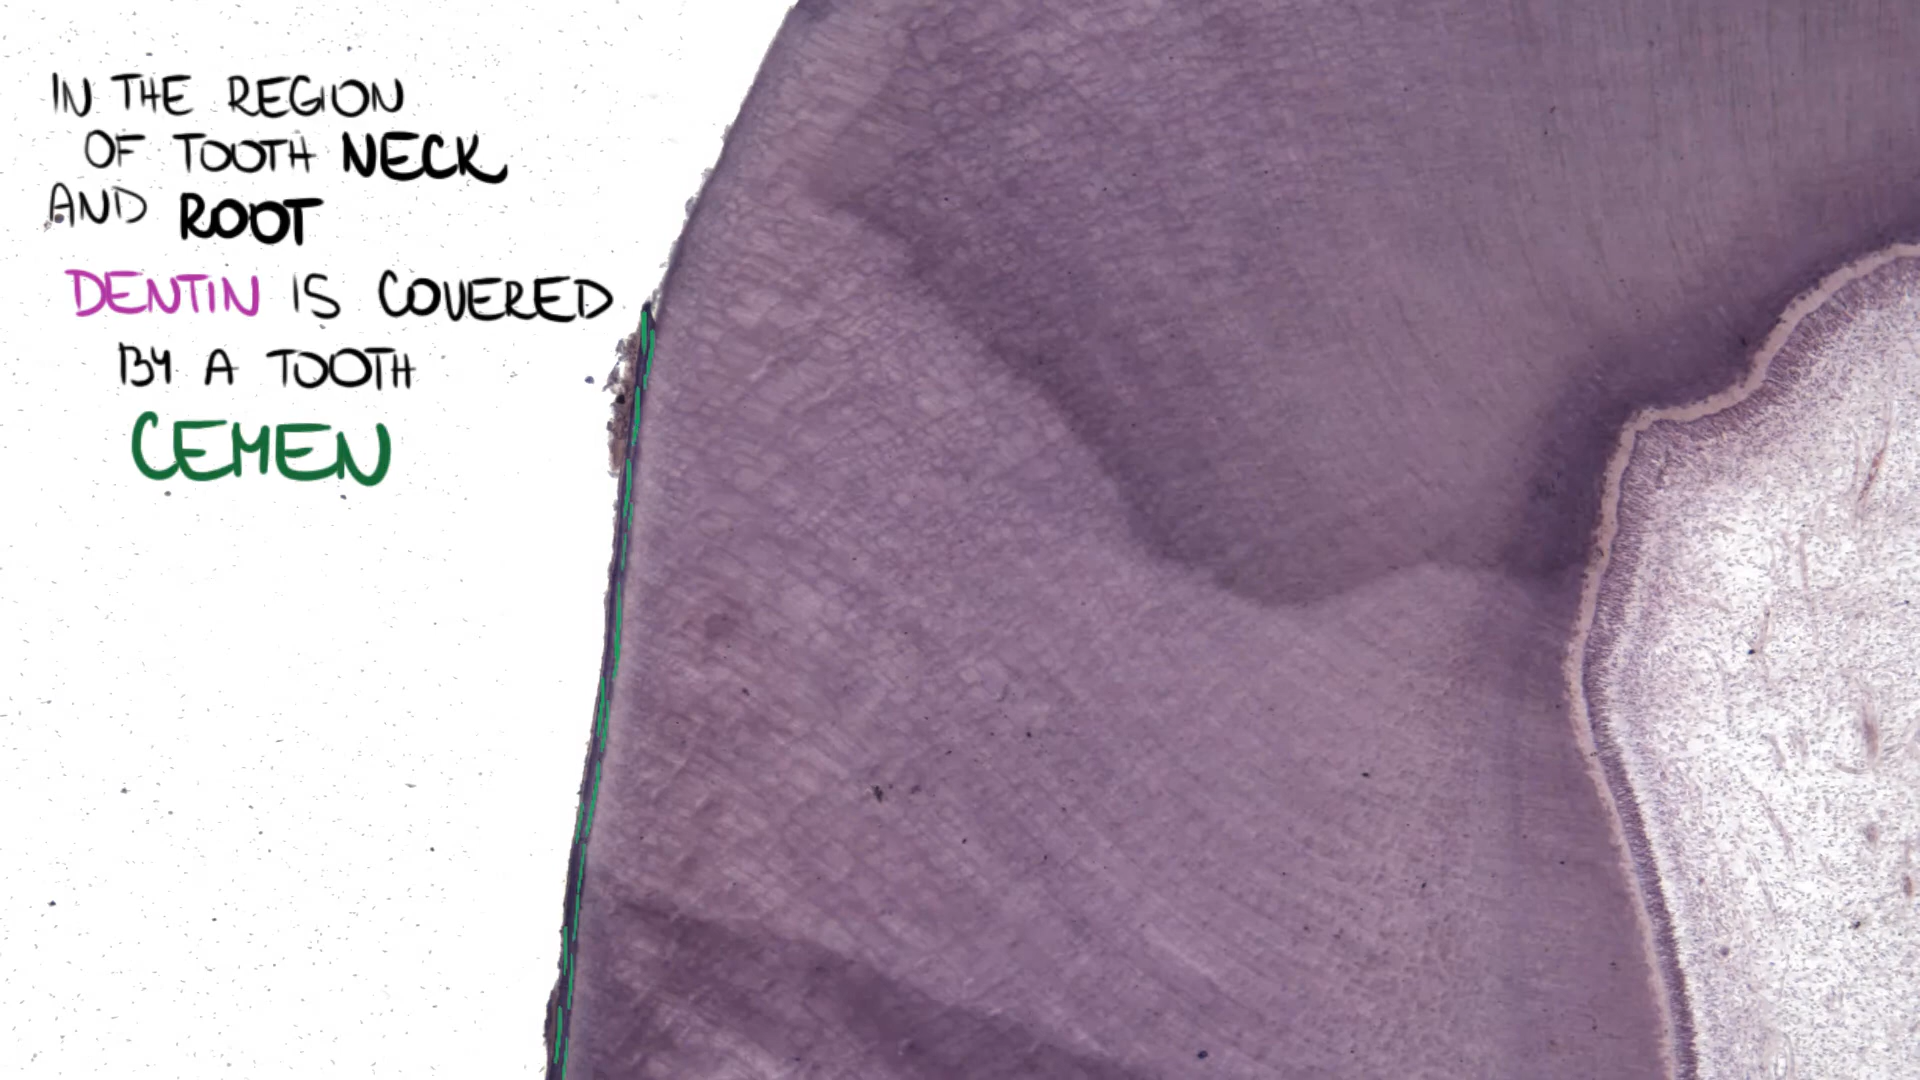 IN THE REGION
OF TOOTH NECK
AND ROOT
DENTIN IS COVERED
BY A TOOTH
CEMEN